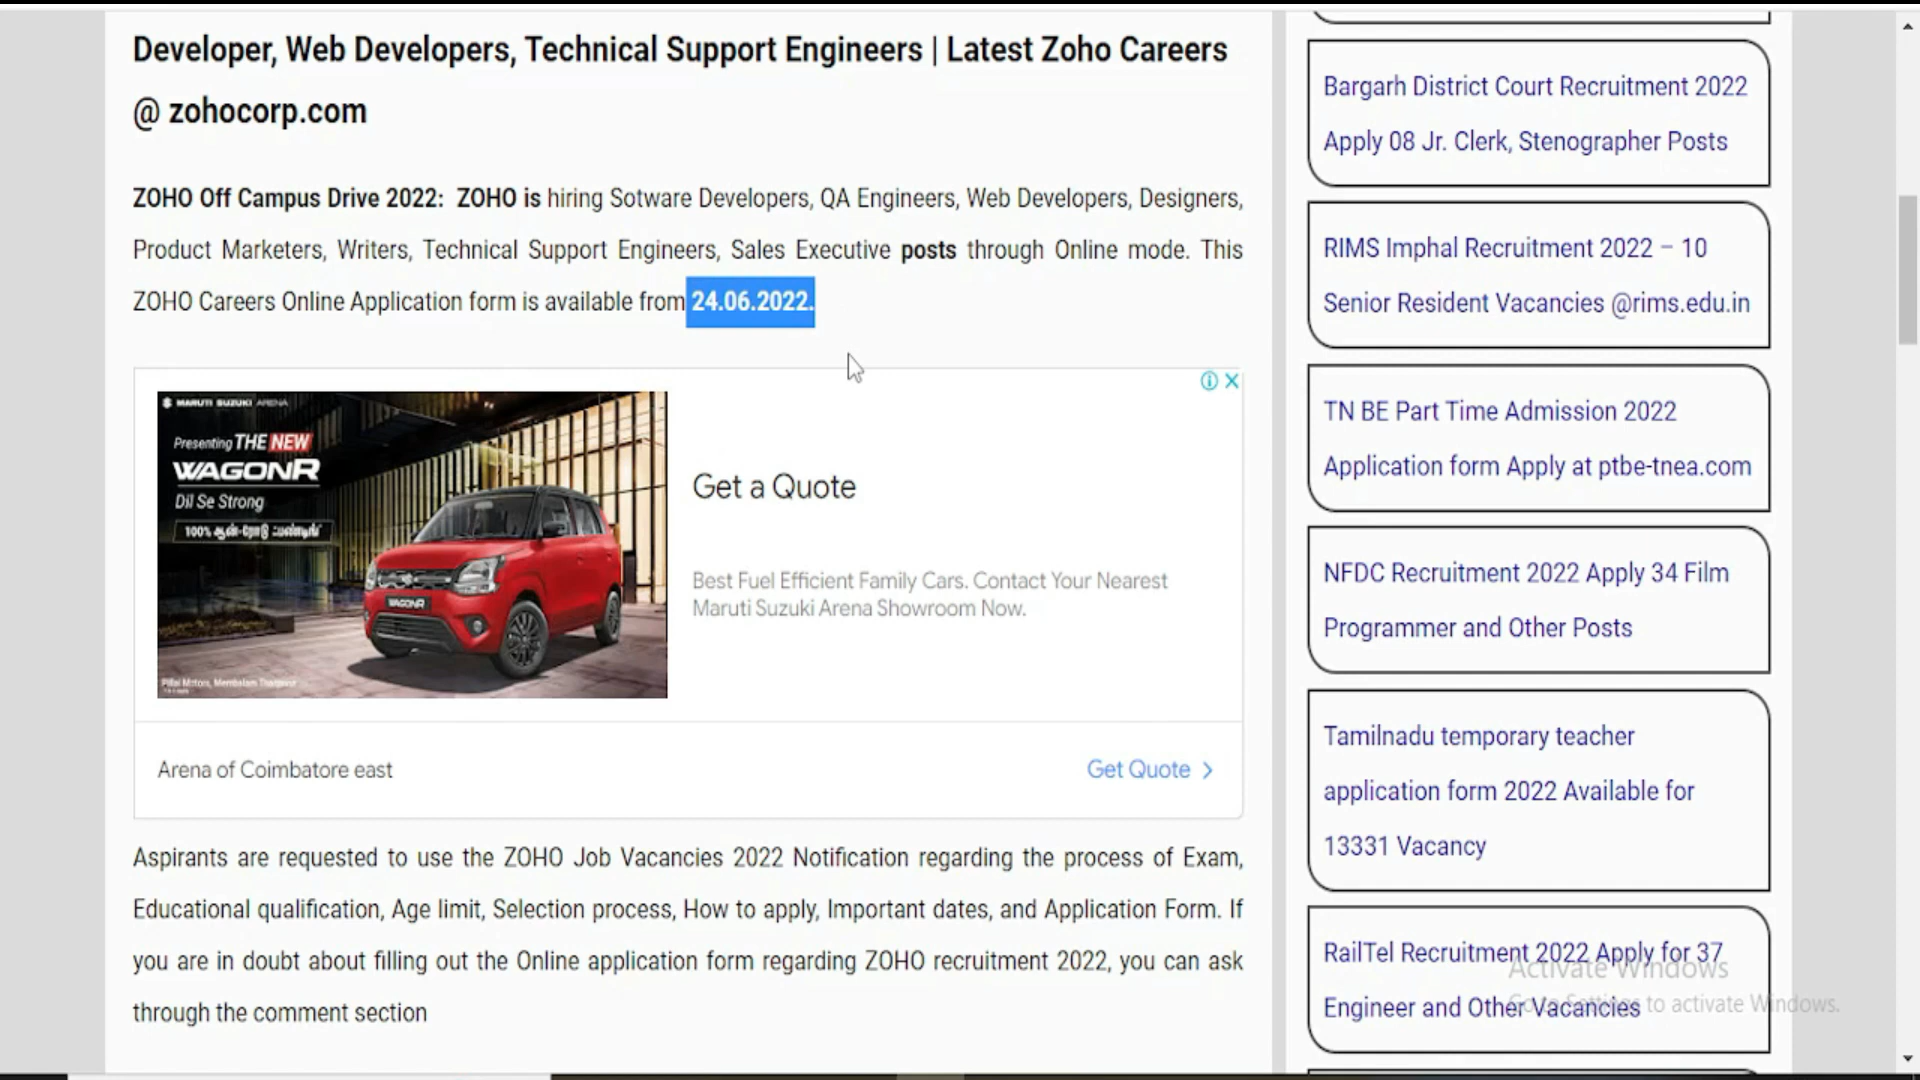 Developer, Web Developers, Technical Support Engineers | Latest Zoho Careers
@ zohocorp.com
ZOHO Off Campus Drive 2022: ZOHO is hiring Sotware Developers, QA Engineers, Web Developers, Designers,
Product Marketers, Writers, Technical Support Engineers, Sales Executive posts through Online mode. This
ZOHO Careers Online Application form is available from 24.06.2022.
MARUTI SUZUKI ARENA
Presenting THE NEW
WAGONR
Dil Se Strong
WAGONR
Get a Quote
Best Fuel Efficient Family Cars. Contact Your Nearest
Maruti Suzuki Arena Showroom Now.
Arena of Coimbatore east
Get Quote
Aspirants are requested to use the ZOHO Job Vacancies 2022 Notification regarding the process of Exam,
Educational qualification, Age limit, Selection process, How to apply, Important dates, and Application Form. If
you are in doubt about filling out the Online application form regarding ZOHO recruitment 2022, you can ask
through the comment section
Bargarh District Court Recruitment 2022
Apply 08 Jr. Clerk, Stenographer Posts
RIMS Imphal Recruitment 2022 – 10
Senior Resident Vacancies @rims.edu.in
TN BE Part Time Admission 2022
Application form Apply at ptbe-tnea.com
NFDC Recruitment 2022 Apply 34 Film
Programmer and Other Posts
Tamilnadu temporary teacher
application form 2022 Available for
13331 Vacancy
RailTel Recruitment 2022 Apply for 37
Engineer and Other Vacancies
Activate Windows
Go to Settings to activate Windows.